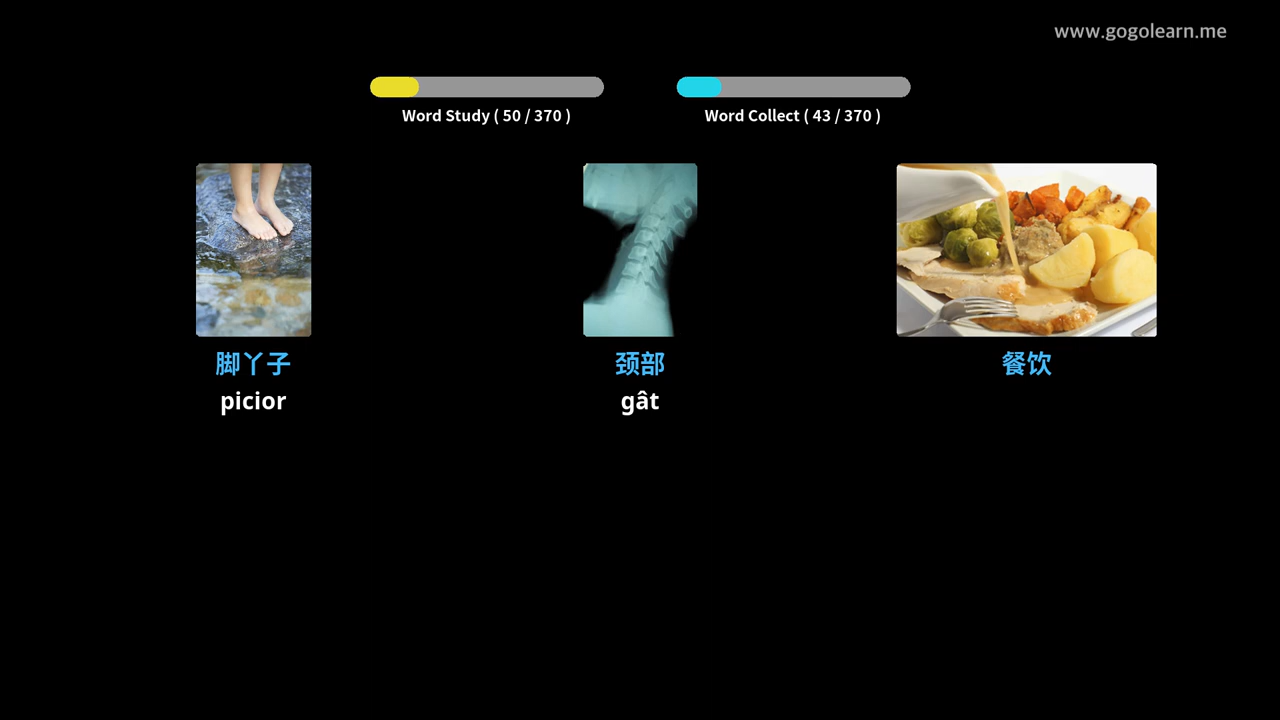 www.gogolearn.me
Word Study ( 50 / 370 )
Word Collect ( 43 / 370 )
脚丫子
颈部
餐饮
picior
gât